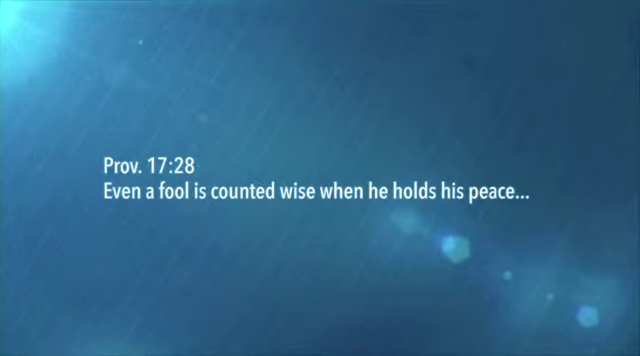 Prov. 17:28
Even a fool is counted wise when he holds his peace...